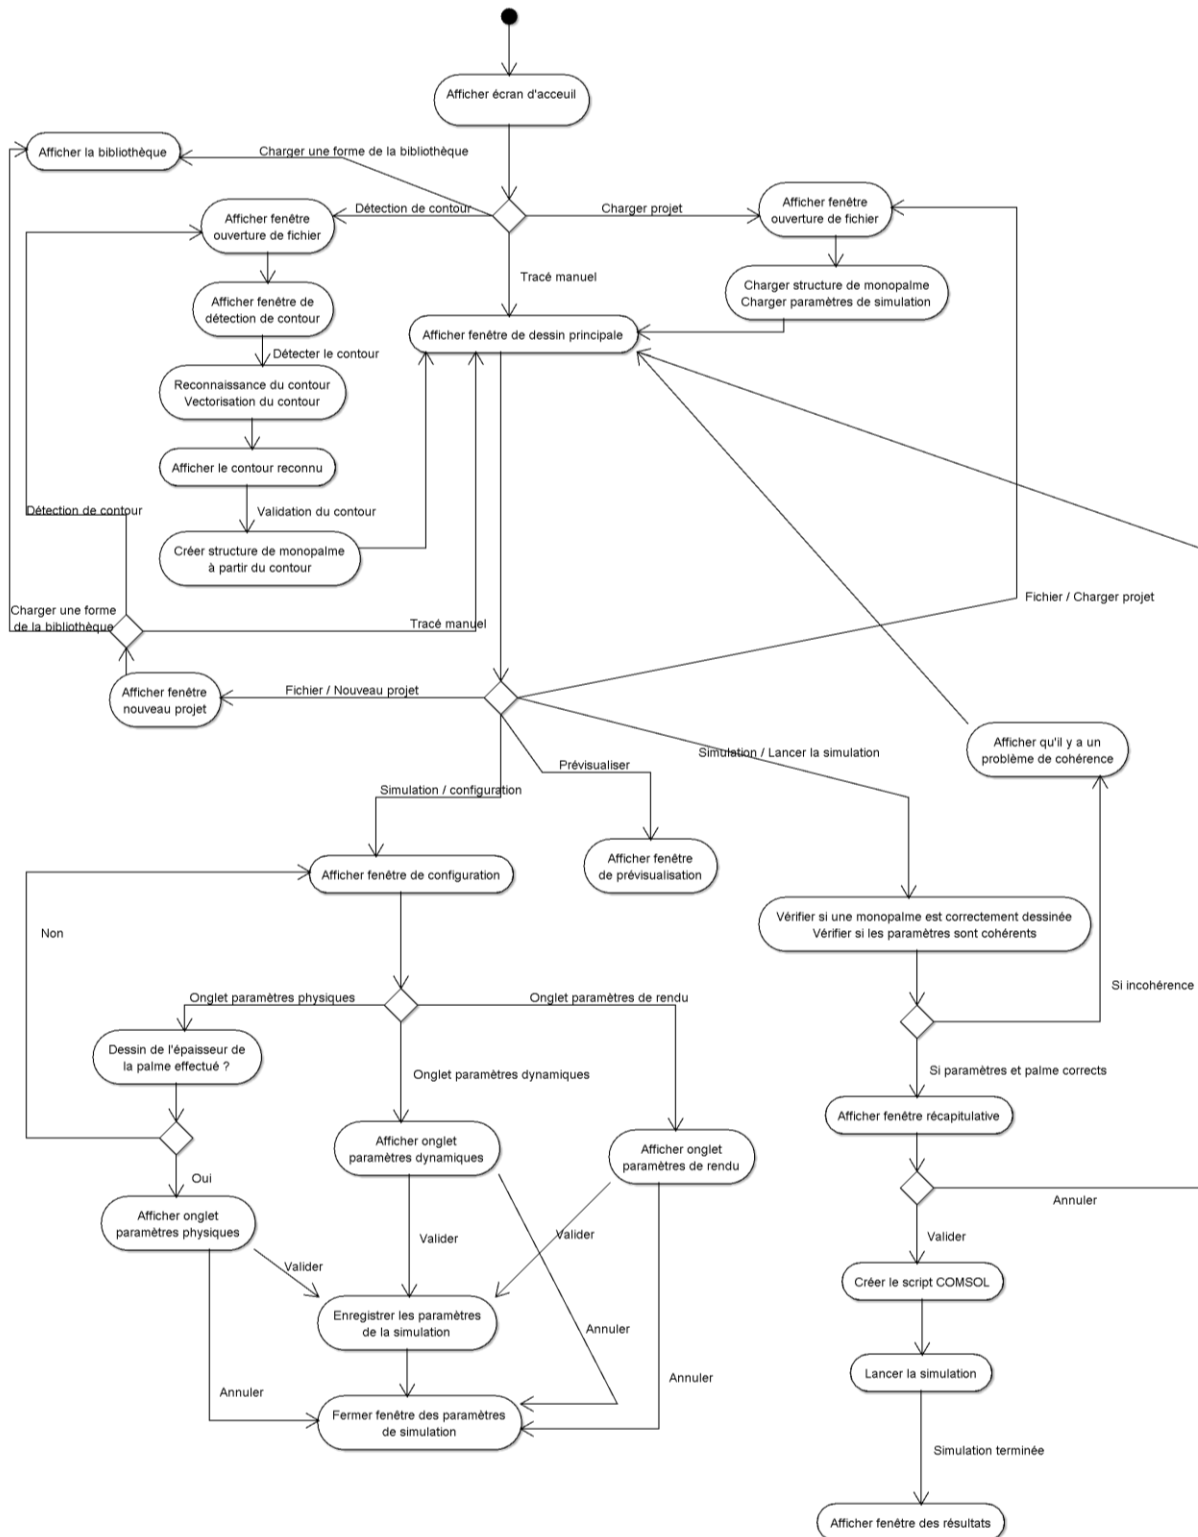 Afficher écran d'acceuil
Afficher la bibliothèque
Charger une forme de la bibliothèque
Afficher fenêtre
ouverture de fichier
Détection de contour
Charger projet
Afficher fenêtre
ouverture de fichier
Tracé manuel
Afficher fenêtre de
détection de contour
Charger structure de monopalme
Charger paramètres de simulation
Afficher fenêtre de dessin principale
Détecter le contour
Reconnaissance du contour
Vectorisation du contour
Afficher le contour reconnu
Détection de contour
Validation du contour
Créer structure de monopalme
à partir du contour
Charger une forme
de la bibliothèque
Tracé manuel
Fichier / Charger projet
Afficher fenêtre
nouveau projet
Fichier / Nouveau projet
Afficher qu'il y a un
problème de cohérence
Simulation / Lancer la simulation
Prévisualiser
Simulation / configuration
Afficher fenêtre de configuration
Afficher fenêtre
de prévisualisation
Vérifier si une monopalme est correctement dessinée
Vérifier si les paramètres sont cohérents
Non
Si incohérence
Onglet paramètres physiques
Onglet paramètres de rendu
Dessin de l'épaisseur de
la palme effectué ?
Onglet paramètres dynamiques
Si paramètres et palme corrects
Afficher fenêtre récapitulative
Afficher onglet
paramètres dynamiques
Afficher onglet
paramètres de rendu
Oui
Annuler
Afficher onglet
paramètres physiques
Valider
Valider
Valider
Valider
Créer le script COMSOL
Enregistrer les paramètres
de la simulation
Annuler
Lancer la simulation
Annuler
Annuler
Fermer fenêtre des paramètres
de simulation
Simulation terminée
Afficher fenêtre des résultats